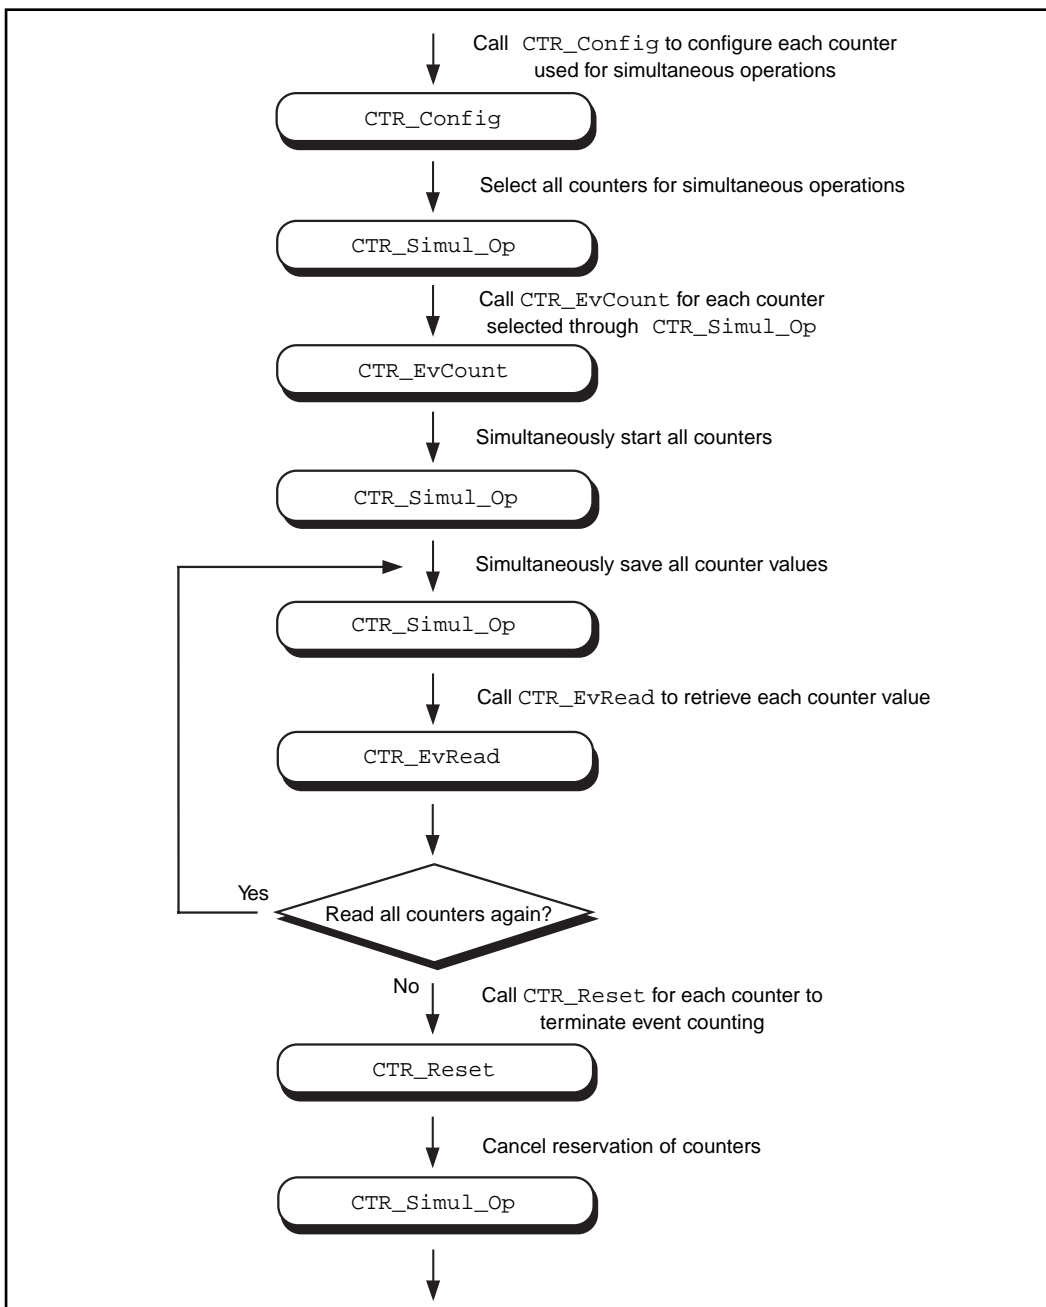 Call CTR_Config to configure each counter
used for simultaneous operations
CTR_Config
Select all counters for simultaneous operations
CTR_Simul_Op
Call CTR_EvCount for each counter
selected through CTR_Simul_Op
CTR_EvCount
Simultaneously start all counters
CTR_Simul_Op
Simultaneously save all counter values
CTR_Simul_Op
Call CTR_EvRead to retrieve each counter value
CTR_EvRead
Yes
Read all counters again?
No
Call CTR_Reset for each counter to
terminate event counting
CTR_Reset
Cancel reservation of counters
CTR_Simul_Op